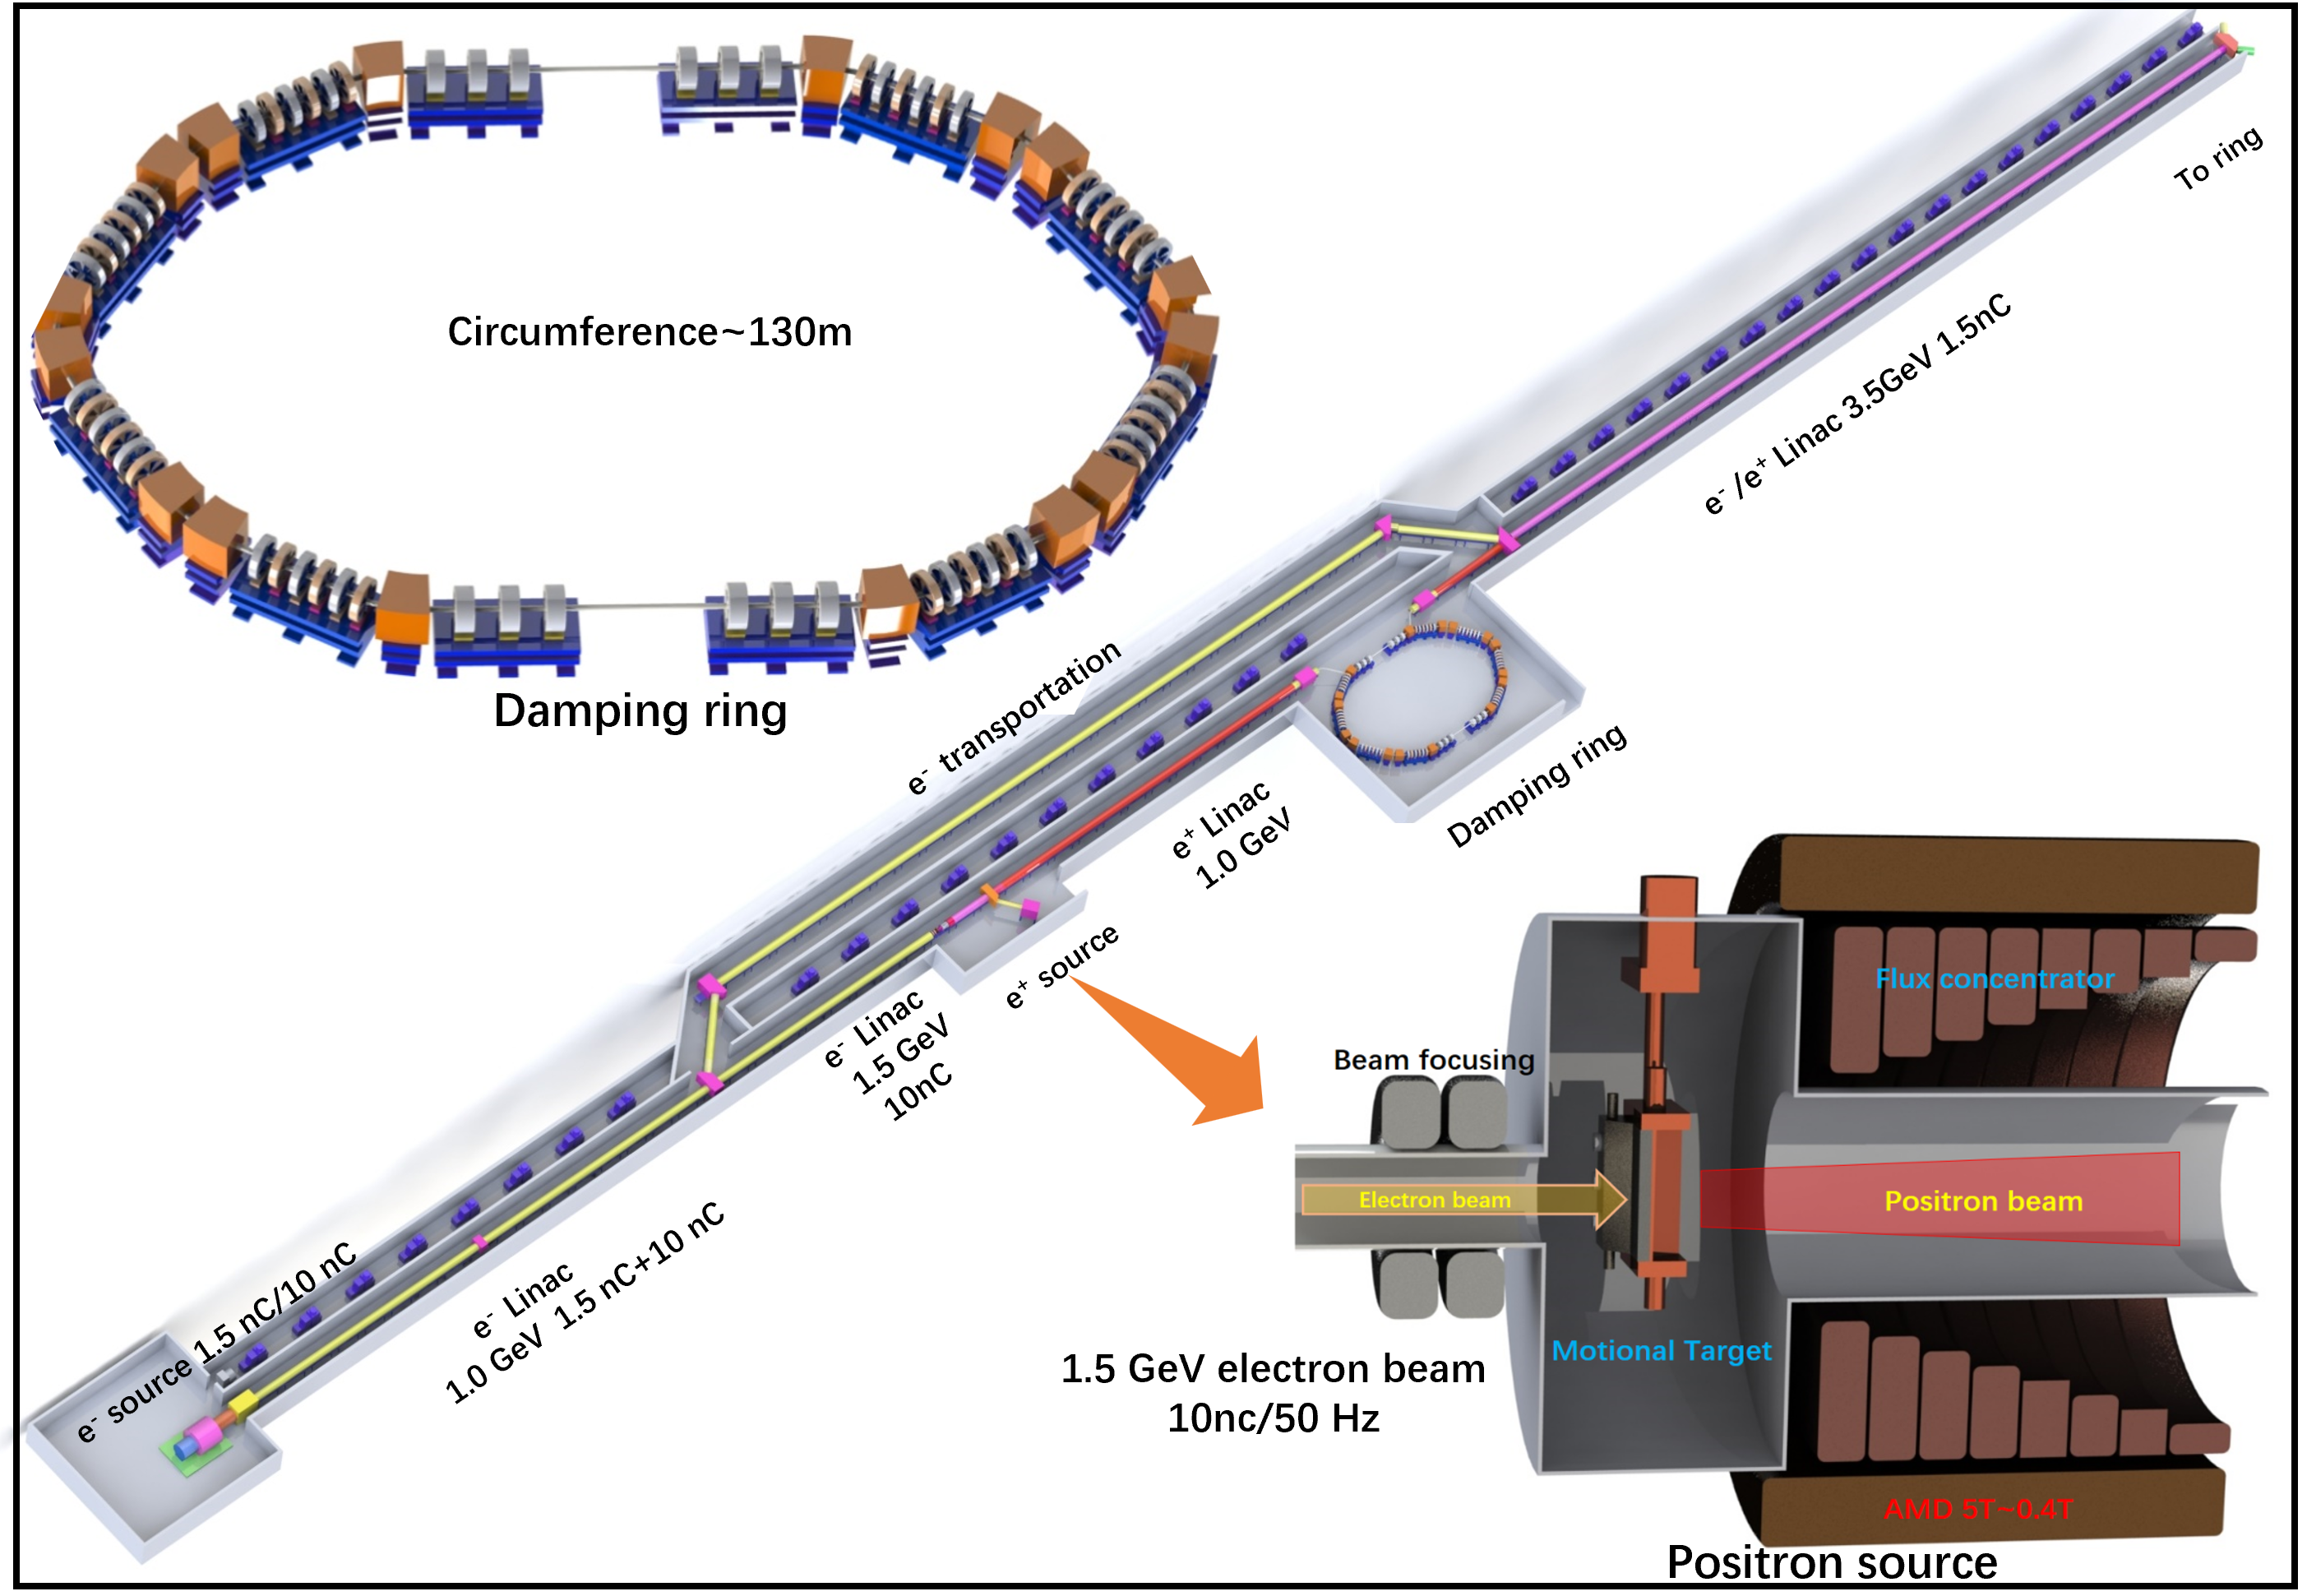 Circumference~130m
Damping ring
To ring
e⁻ /e⁺ Linac 3.5GeV 1.5nC
e⁻ transportation
Damping ring
e⁺ Linac
1.0 GeV
e⁺ source
e⁻ Linac
1.5 GeV
10nC
e⁻ Linac
1.0 GeV 1.5 nC+10 nC
e⁻ source 1.5 nC/10 nC
Flux concentrator
Beam focusing
Electron beam
Positron beam
Motional Target
1.5 GeV electron beam
10nc/50 Hz
AMD 5T~0.4T
Positron source